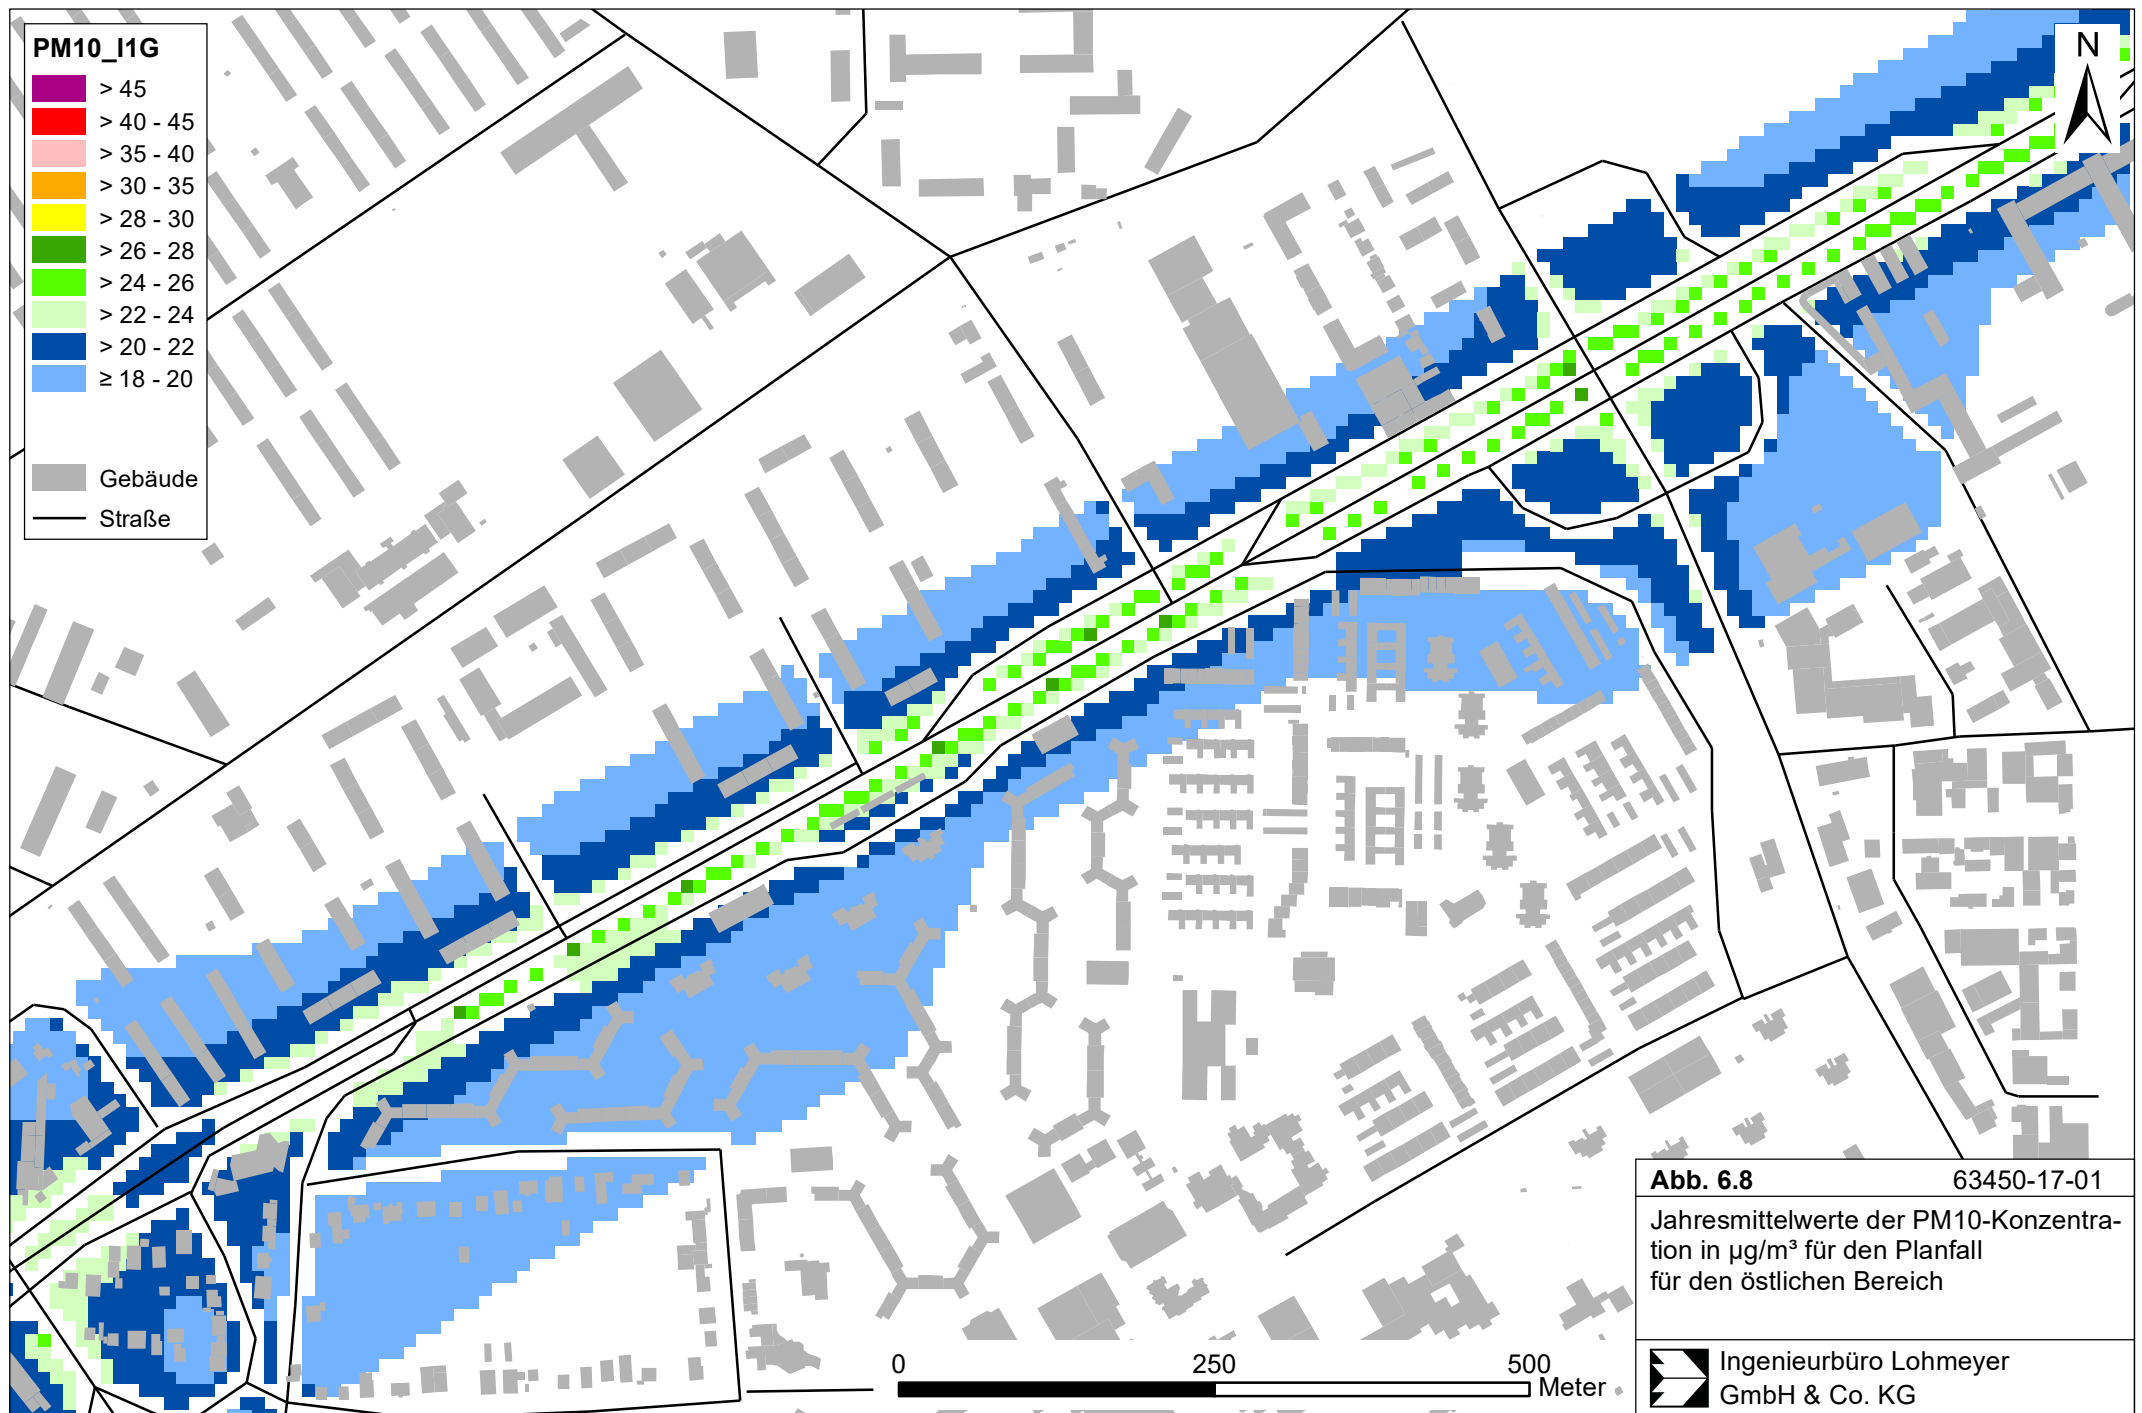 PM10_I1G
> 45
> 40 - 45
> 35 - 40
> 30 - 35
> 28 - 30
> 26 - 28
> 24 - 26
> 22 - 24
> 20 - 22
≥ 18 - 20
Gebäude
Straße
N
0 250 500
Meter
Abb. 6.8 63450-17-01
Jahresmittelwerte der PM10-Konzentra-
tion in µg/m³ für den Planfall
für den östlichen Bereich
Ingenieurbüro Lohmeyer
GmbH & Co. KG